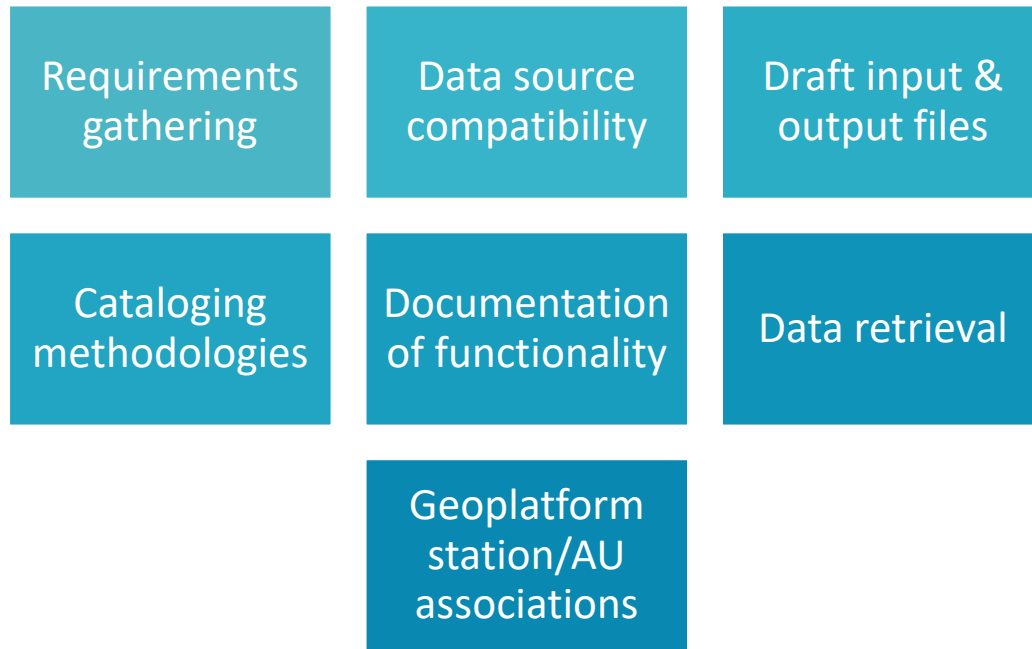 Requirements
gathering
Data source
compatibility
Draft input &
output files
Cataloging
methodologies
Documentation
of functionality
Data retrieval
Geoplatform
station/AU
associations